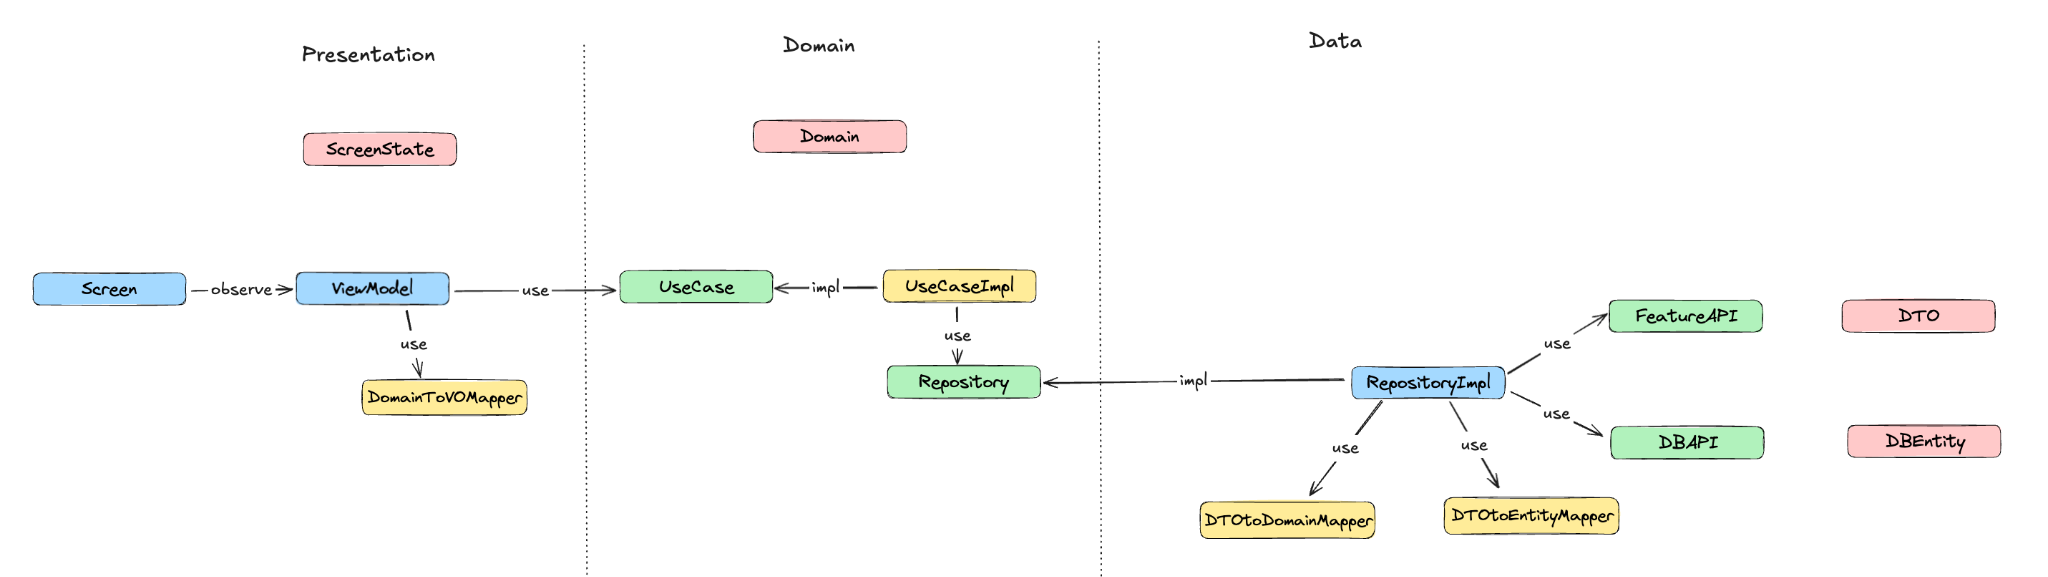 Presentation
Domain
Data
ScreenState
Domain
Screen
observe
ViewModel
use
UseCase
impl
UseCaseImpl
use
DomainToVOMapper
use
Repository
impl
RepositoryImpl
use
FeatureAPI
DTO
use
DBAPI
DBEntity
use
use
DTOtoDomainMapper
DTOtoEntityMapper